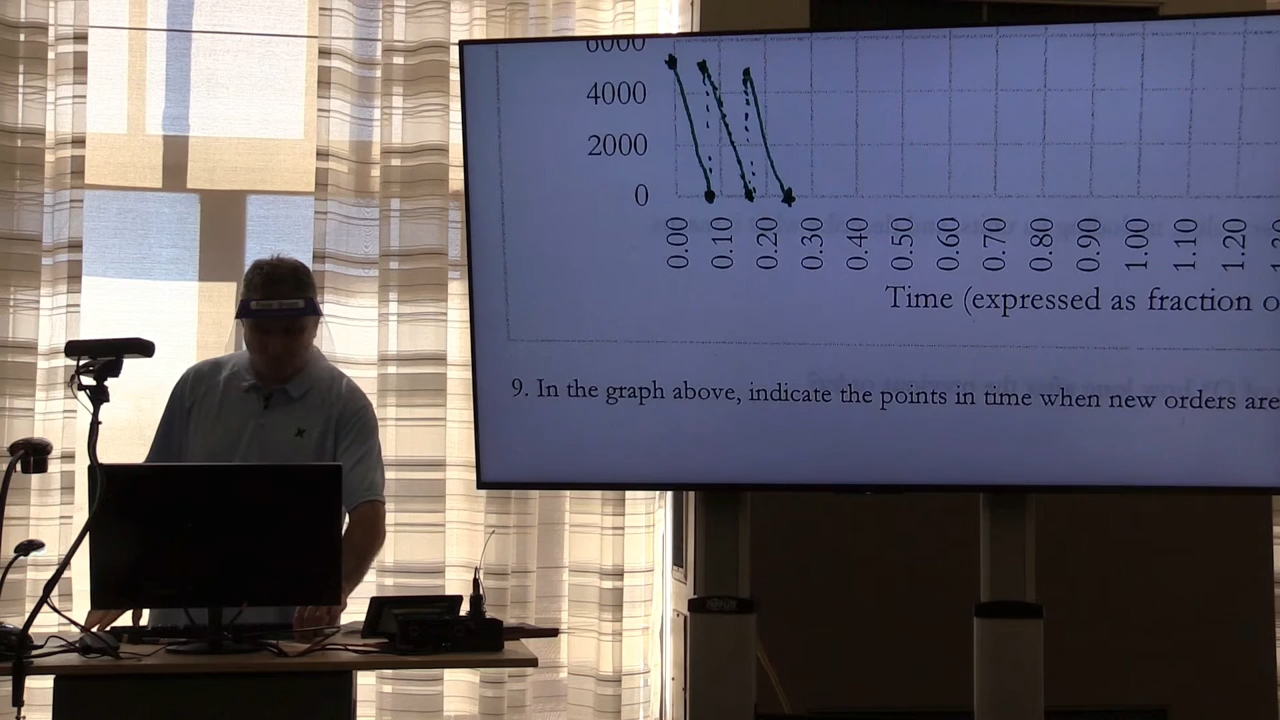 6000
4000
2000
0
0.00 0.10 0.20 0.30 0.40 0.50 0.60 0.70 0.80 0.90 1.00 1.10 1.20
Time (expressed as fraction o
9. In the graph above, indicate the points in time when new orders are